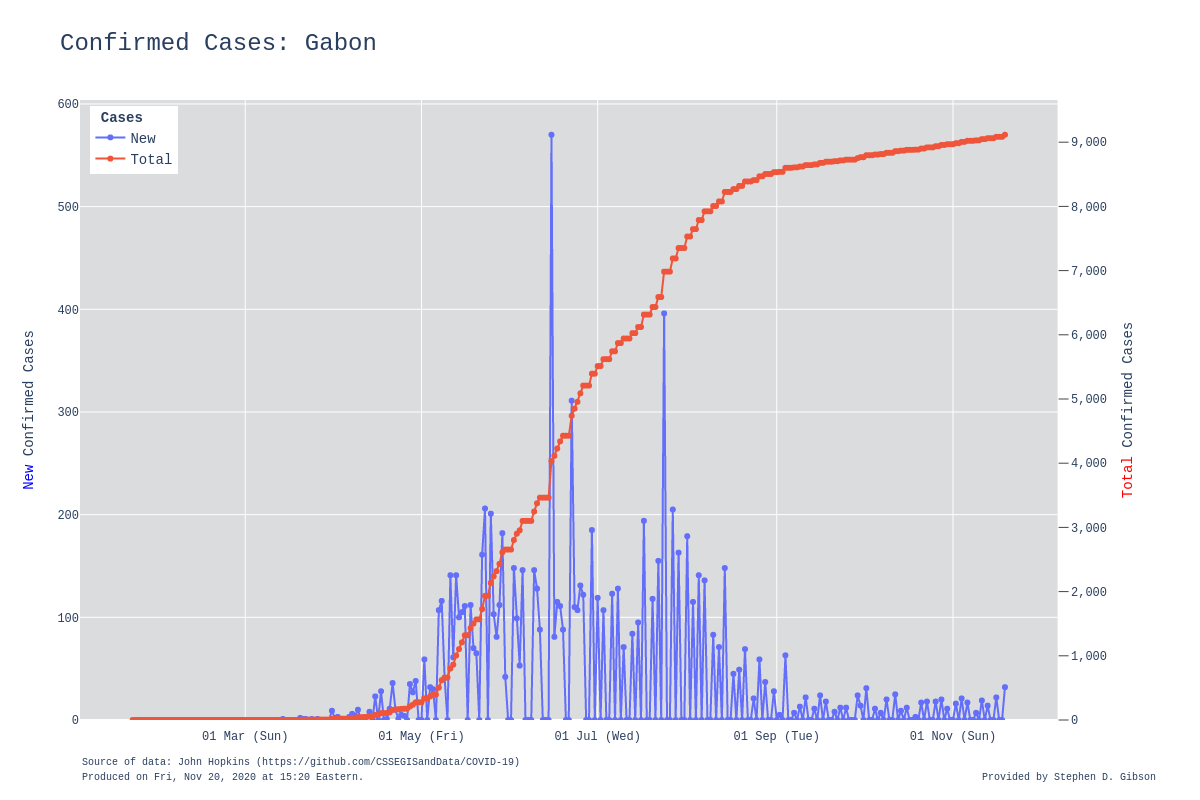 Confirmed Cases: Gabon
Cases
New
Total
600
500
400
300
200
100
0
9,000
8,000
7,000
6,000
5,000
4,000
3,000
2,000
1,000
0
New Confirmed Cases
Total Confirmed Cases
01 Mar (Sun)
01 May (Fri)
01 Jul (Wed)
01 Sep (Tue)
01 Nov (Sun)
Source of data: John Hopkins (https://github.com/CSSEGISandData/COVID-19)
Produced on Fri, Nov 20, 2020 at 15:20 Eastern.
Provided by Stephen D. Gibson